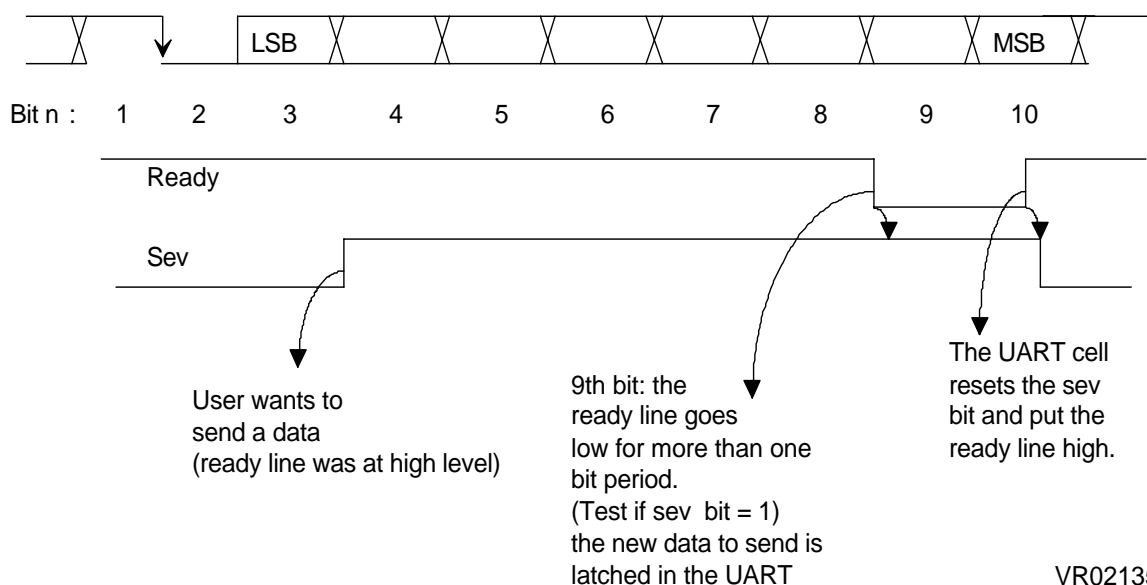 LSB MSB
Bit n : 1 2 3 4 5 6 7 8 9 10
Ready
Sev
User wants to
send a data
(ready line was at high level)
9th bit: the
ready line goes
low for more than one
bit period.
(Test if sev bit = 1)
the new data to send is
latched in the UART
The UART cell
resets the sev
bit and put the
ready line high.